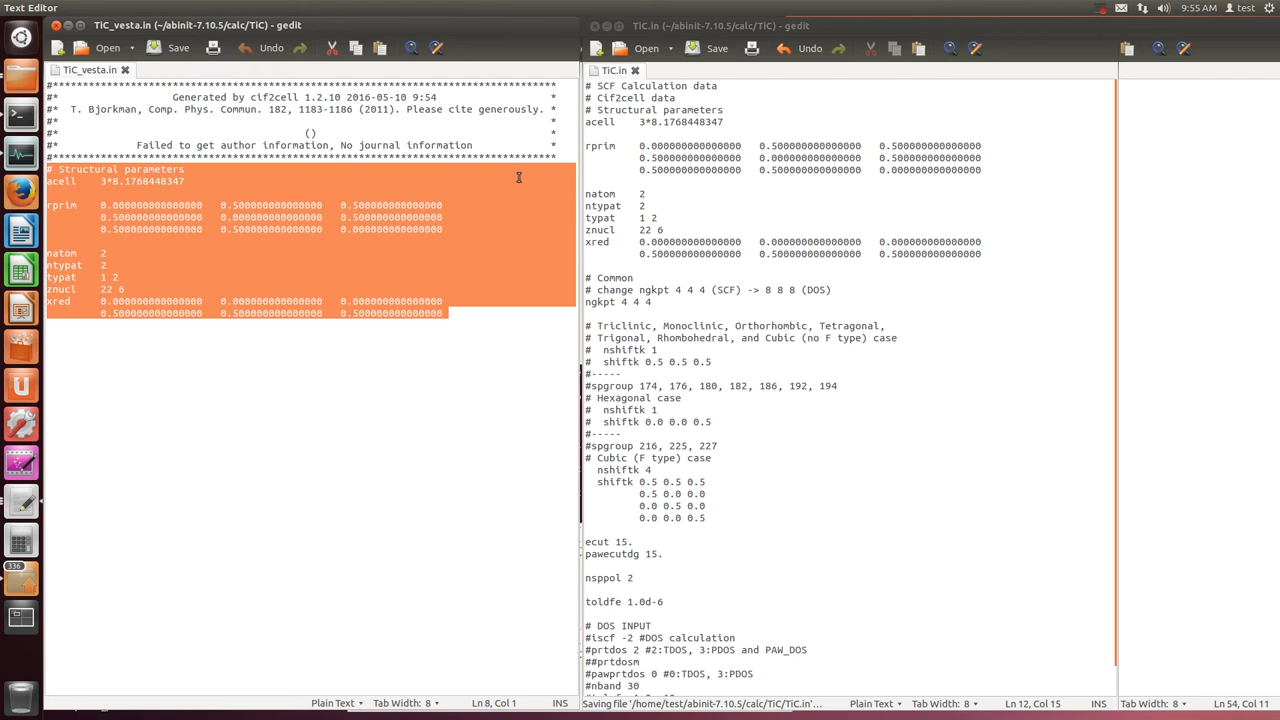 Text Editor
9:55 AM
test
TiC_vesta.in (~/abinit-7.10.5/calc/TiC) - gedit
TiC.in (~/abinit-7.10.5/calc/TiC) - gedit
Open
Save
Undo
Open
Save
Undo
TiC_vesta.in
TiC.in
#************************************************************************************
#* Generated by cif2cell 1.2.10 2016-05-10 9:54 *
#* T. Bjorkman, Comp. Phys. Commun. 182, 1183-1186 (2011). Please cite generously. *
#* *
#* () *
#* Failed to get author information, No journal information *
#************************************************************************************
# Structural parameters
acell 3*8.1768448347
rprim 0.000000000000000 0.500000000000000 0.500000000000000
0.500000000000000 0.000000000000000 0.500000000000000
0.500000000000000 0.500000000000000 0.000000000000000
natom 2
ntypat 2
typat 1 2
znucl 22 6
xred 0.000000000000000 0.000000000000000 0.000000000000000
0.500000000000000 0.500000000000000 0.500000000000000
# SCF Calculation data
# Cif2cell data
# Structural parameters
acell 3*8.1768448347
rprim 0.000000000000000 0.500000000000000 0.500000000000000
0.500000000000000 0.000000000000000 0.500000000000000
0.500000000000000 0.500000000000000 0.000000000000000
natom 2
ntypat 2
typat 1 2
znucl 22 6
xred 0.000000000000000 0.000000000000000 0.000000000000000
0.500000000000000 0.500000000000000 0.500000000000000
# Common
# change ngkpt 4 4 4 (SCF) -> 8 8 8 (DOS)
ngkpt 4 4 4
# Triclinic, Monoclinic, Orthorhombic, Tetragonal,
# Trigonal, Rhombohedral, and Cubic (no F type) case
# nshiftk 1
# shiftk 0.5 0.5 0.5
#-----
#spgroup 174, 176, 180, 182, 186, 192, 194
# Hexagonal case
# nshiftk 1
# shiftk 0.0 0.0 0.5
#-----
#spgroup 216, 225, 227
# Cubic (F type) case
nshiftk 4
shiftk 0.5 0.5 0.5
0.5 0.0 0.0
0.0 0.5 0.0
0.0 0.0 0.5
ecut 15.
pawecutdg 15.
nsppol 2
toldfe 1.0d-6
# DOS INPUT
#iscf -2 #DOS calculation
#prtdos 2 #2:TDOS, 3:PDOS and PAW_DOS
##prtdosm
#pawprtdos 0 #0:TDOS, 3:PDOS
#nband 30
336
Plain Text
Tab Width: 8
Ln 8, Col 1
INS
Saving file '/home/test/abinit-7.10.5/calc/TiC/TiC.in'...
Plain Text
Tab Width: 8
Ln 12, Col 15
INS
Tab Width: 8
Ln 54, Col 11
INS